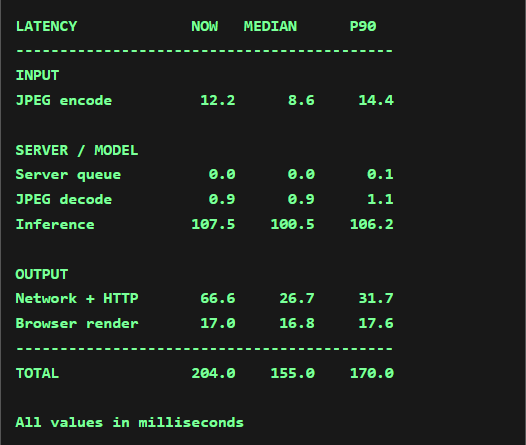 LATENCY NOW MEDIAN P90
-------------------------------------------
INPUT
JPEG encode 12.2 8.6 14.4
SERVER / MODEL
Server queue 0.0 0.0 0.1
JPEG decode 0.9 0.9 1.1
Inference 107.5 100.5 106.2
OUTPUT
Network + HTTP 66.6 26.7 31.7
Browser render 17.0 16.8 17.6
-------------------------------------------
TOTAL 204.0 155.0 170.0
All values in milliseconds